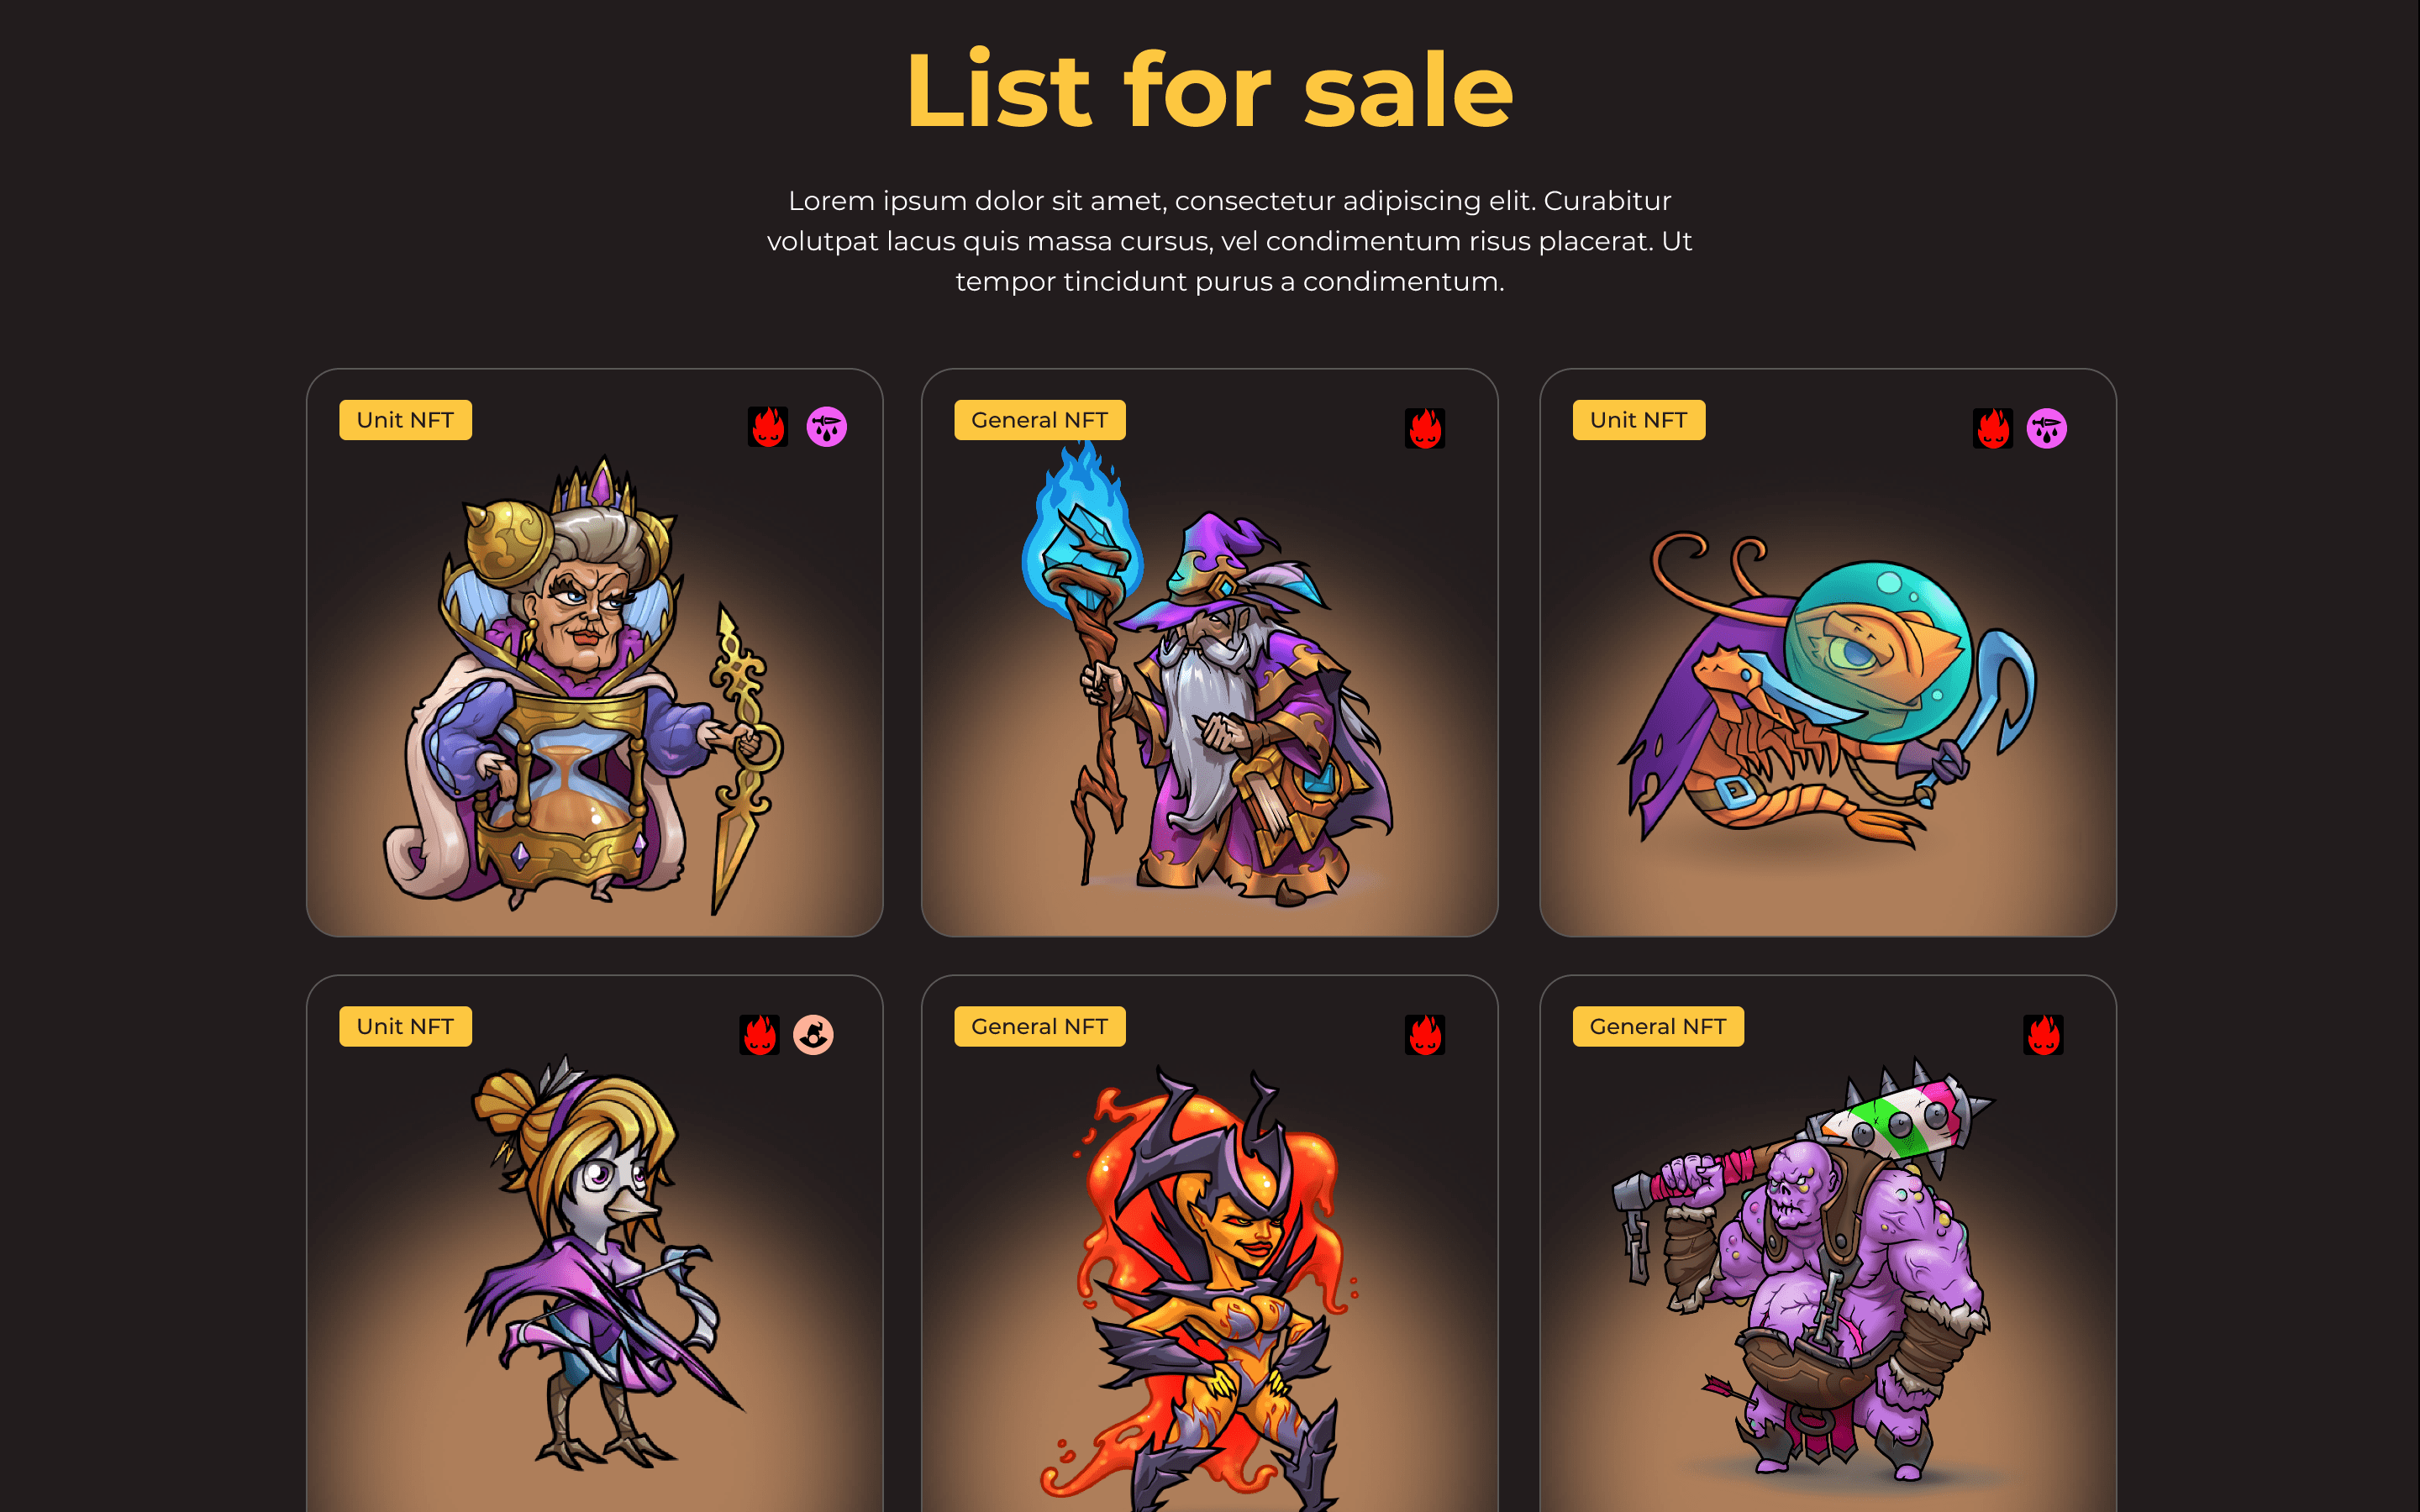 List for sale
Lorem ipsum dolor sit amet, consectetur adipiscing elit. Curabitur
volutpat lacus quis massa cursus, vel condimentum risus placerat. Ut
tempor tincidunt purus a condimentum.
Unit NFT
General NFT
Unit NFT
Unit NFT
General NFT
General NFT